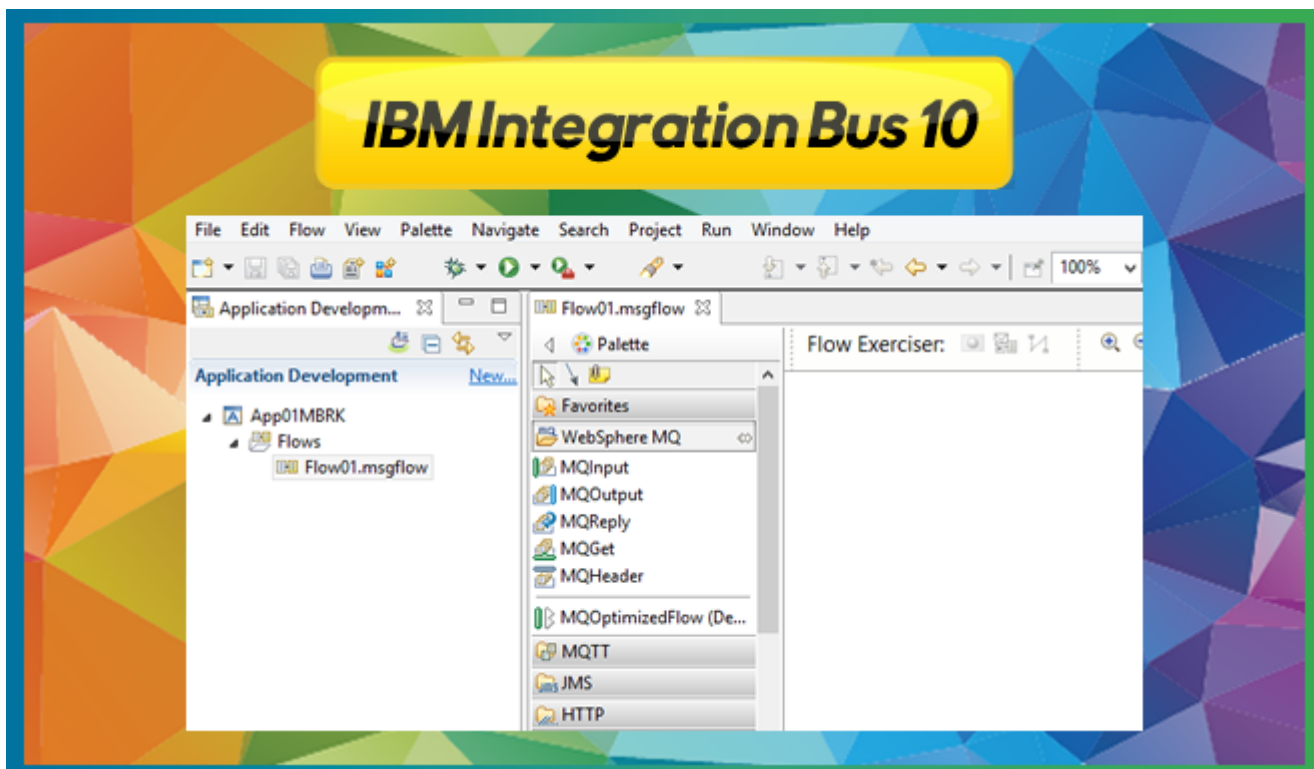 IBM Integration Bus 10
File Edit Flow View Palette Navigate Search Project Run Window Help
100%
Application Developm...
Flow01.msgflow
Palette
Flow Exerciser:
Application Development New...
App01MBRK
Flows
Flow01.msgflow
Favorites
WebSphere MQ
MQInput
MQOutput
MQReply
MQGet
MQHeader
MQOptimizedFlow (De...
MQTT
JMS
HTTP